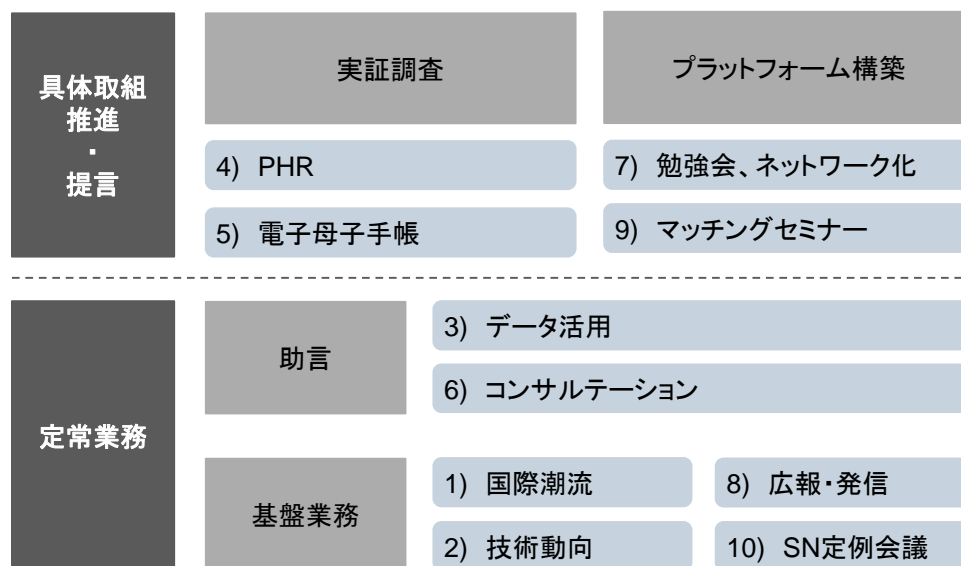 具体取組
推進
・
提言
実証調査
プラットフォーム構築
4) PHR
5) 電子母子手帳
7) 勉強会、ネットワーク化
9) マッチングセミナー
定常業務
助言
3) データ活用
6) コンサルテーション
基盤業務
1) 国際潮流
2) 技術動向
8) 広報・発信
10) SN定例会議